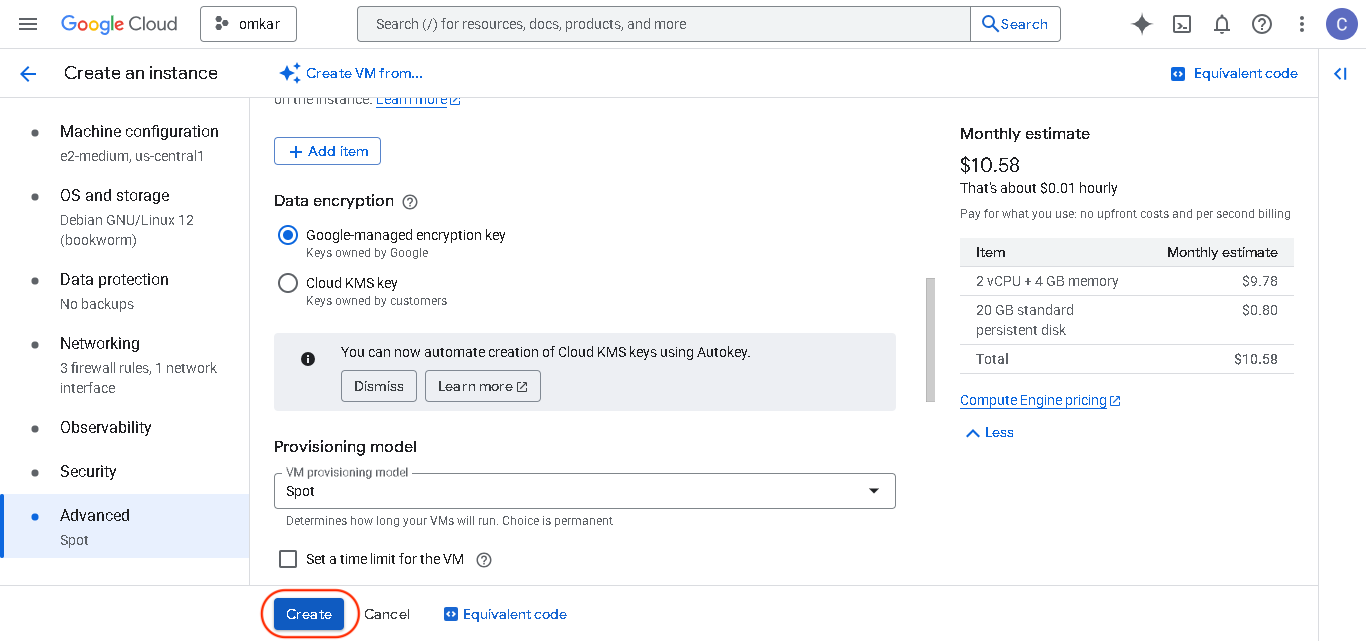 Google Cloud
omkar
Search (/) for resources, docs, products, and more
Search
C
Create an instance
Create VM from...
Equivalent code
Machine configuration
e2-medium, us-central1
OS and storage
Debian GNU/Linux 12
(bookworm)
Data protection
No backups
Networking
3 firewall rules, 1 network
interface
Observability
Security
Advanced
Spot
on the instance. Learn more
Add item
Data encryption
Google-managed encryption key
Keys owned by Google
Cloud KMS key
Keys owned by customers
You can now automate creation of Cloud KMS keys using Autokey.
Dismiss
Learn more
Provisioning model
VM provisioning model
Spot
Determines how long your VMs will run. Choice is permanent
Set a time limit for the VM
Create
Cancel
Equivalent code
Monthly estimate
$10.58
That's about $0.01 hourly
Pay for what you use: no upfront costs and per second billing
Item Monthly estimate
2 vCPU + 4 GB memory $9.78
20 GB standard $0.80
persistent disk
Total $10.58
Compute Engine pricing
Less